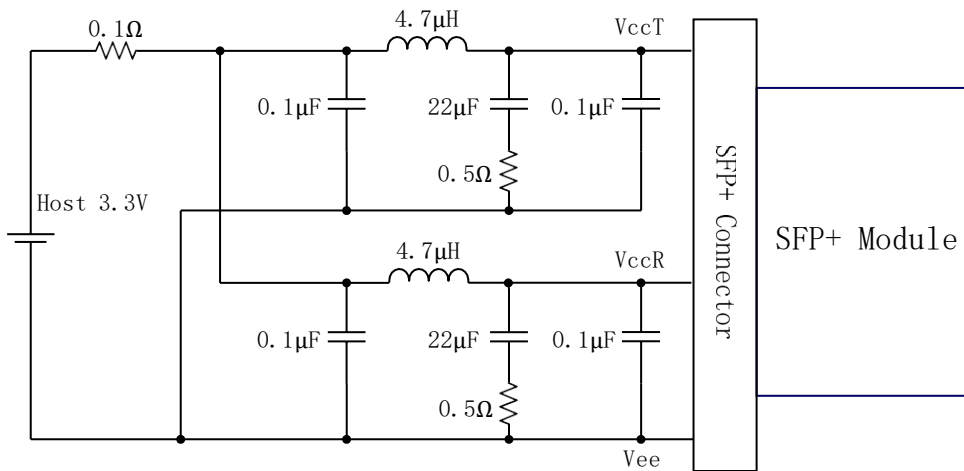 0.1Ω
4.7μH
VccT
0.1μF
22μF
0.1μF
0.5Ω
Host 3.3V
SFP+ Connector
SFP+ Module
4.7μH
VccR
0.1μF
22μF
0.1μF
0.5Ω
Vee